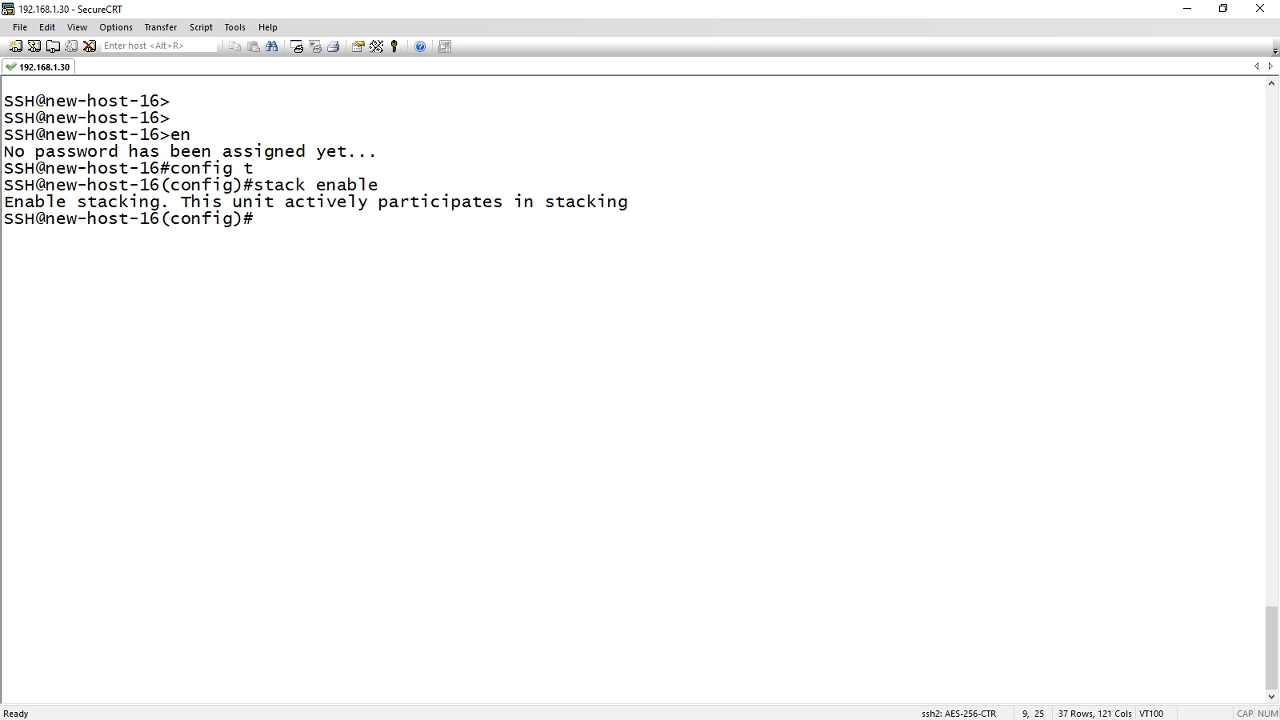 192.168.1.30 - SecureCRT
File Edit View Options Transfer Script Tools Help
Enter host <Alt+R>
192.168.1.30
SSH@new-host-16>
SSH@new-host-16>
SSH@new-host-16>en
No password has been assigned yet...
SSH@new-host-16#config t
SSH@new-host-16(config)#stack enable
Enable stacking. This unit actively participates in stacking
SSH@new-host-16(config)#
Ready ssh2: AES-256-CTR 9, 25 37 Rows, 121 Cols VT100 CAP NUM